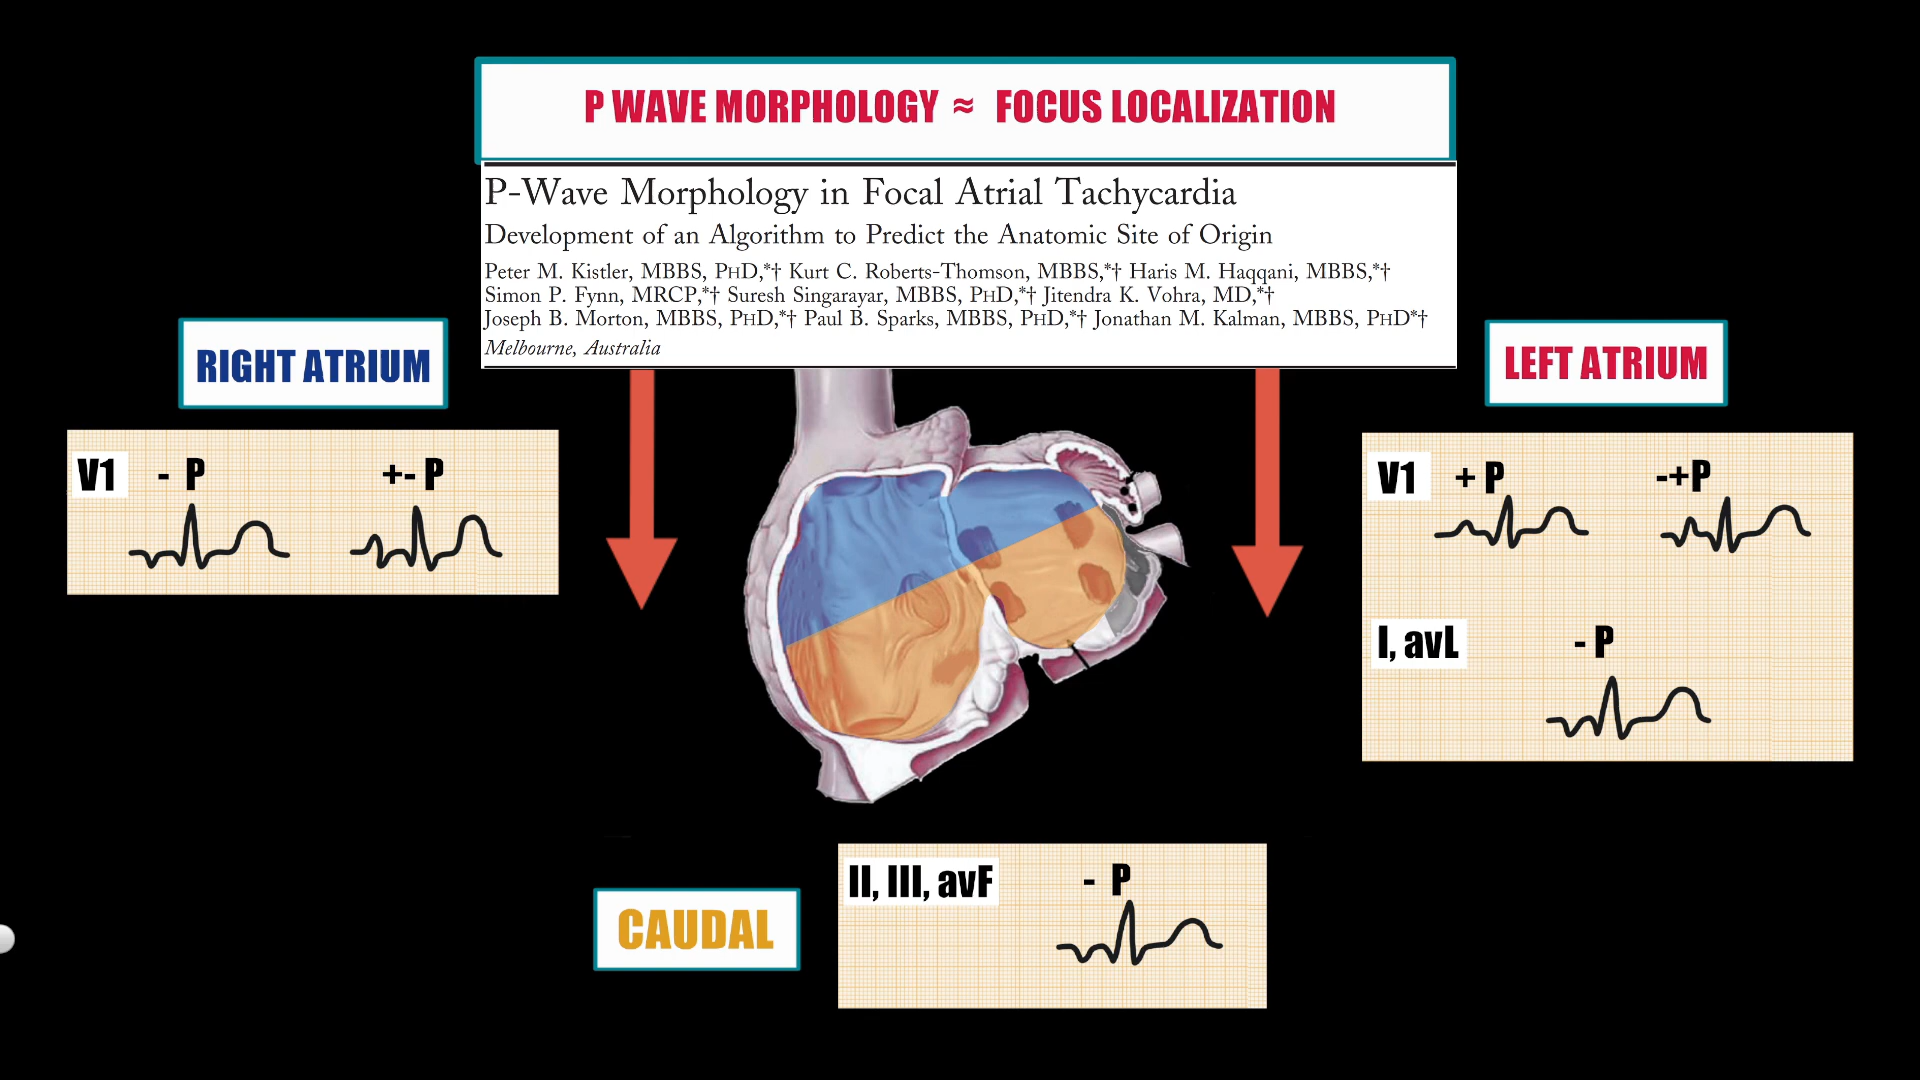 P WAVE MORPHOLOGY ≈ FOCUS LOCALIZATION
P-Wave Morphology in Focal Atrial Tachycardia
Development of an Algorithm to Predict the Anatomic Site of Origin
Peter M. Kistler, MBBS, PHD,*† Kurt C. Roberts-Thomson, MBBS,*† Haris M. Haqqani, MBBS,*†
Simon P. Fynn, MRCP,*† Suresh Singarayar, MBBS, PHD,*† Jitendra K. Vohra, MD,*†
Joseph B. Morton, MBBS, PHD,*† Paul B. Sparks, MBBS, PHD,*† Jonathan M. Kalman, MBBS, PHD*†
Melbourne, Australia
RIGHT ATRIUM
V1 - P +- P
LEFT ATRIUM
V1 + P -+P
I, avL - P
CAUDAL
II, III, avF - P